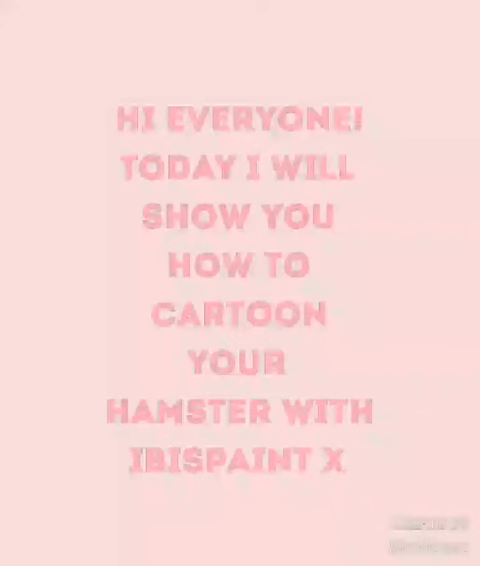 HI EVERYONE!
TODAY I WILL
SHOW YOU
HOW TO
CARTOON
YOUR
HAMSTER WITH
IBISPAINT X